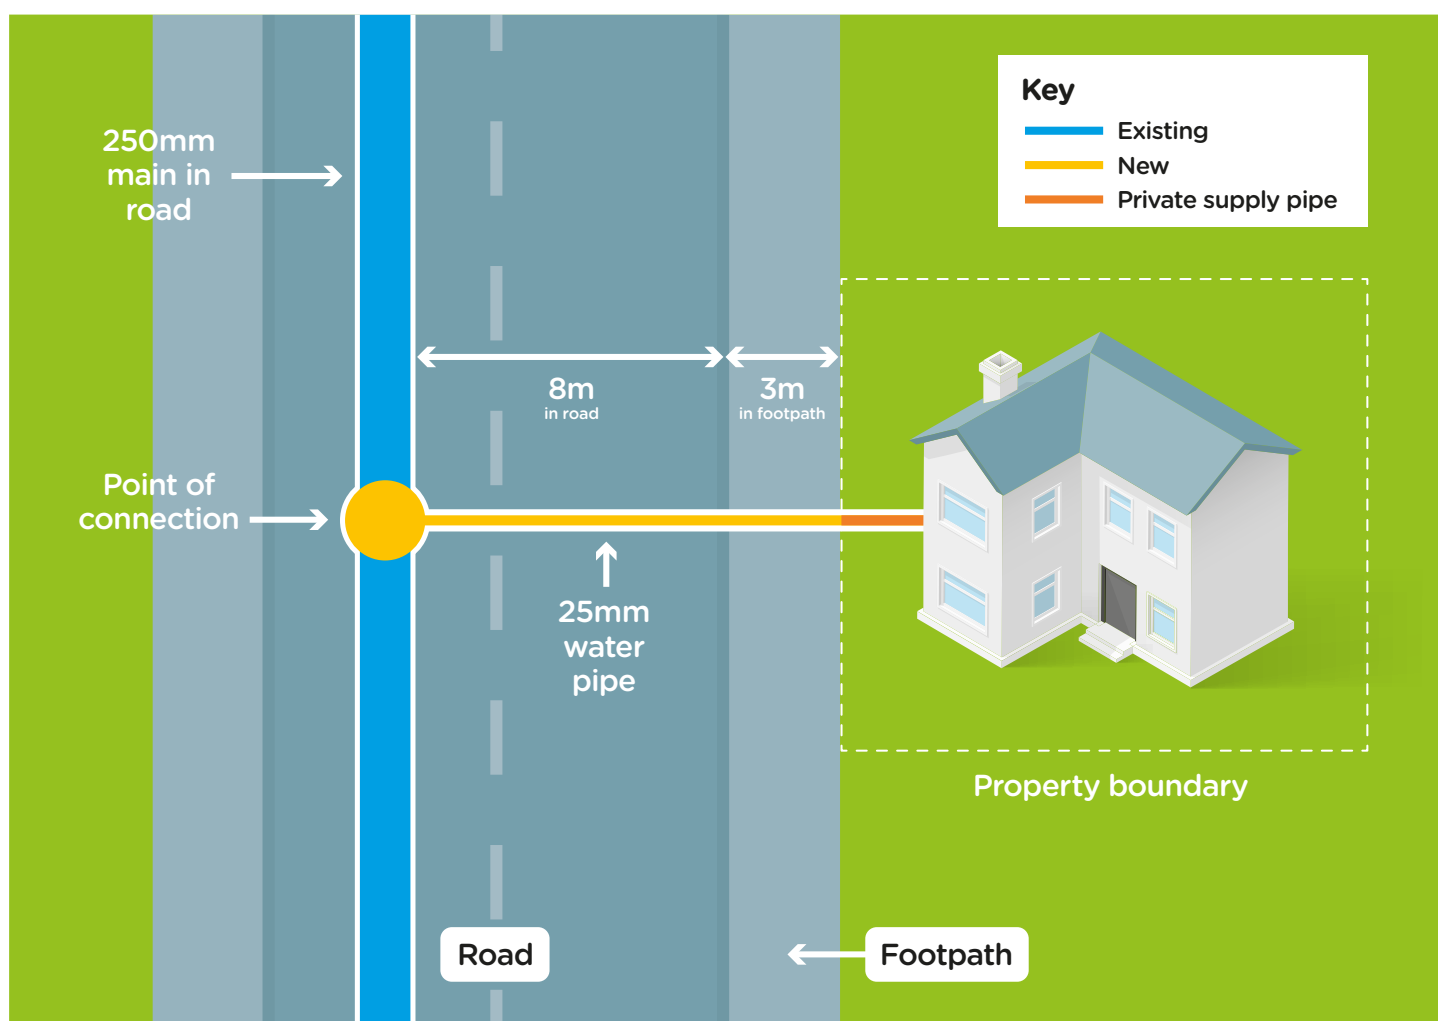 Key
Existing
New
Private supply pipe
250mm
main in
road
8m
in road
3m
in footpath
Point of
connection
25mm
water
pipe
Property boundary
Road
Footpath